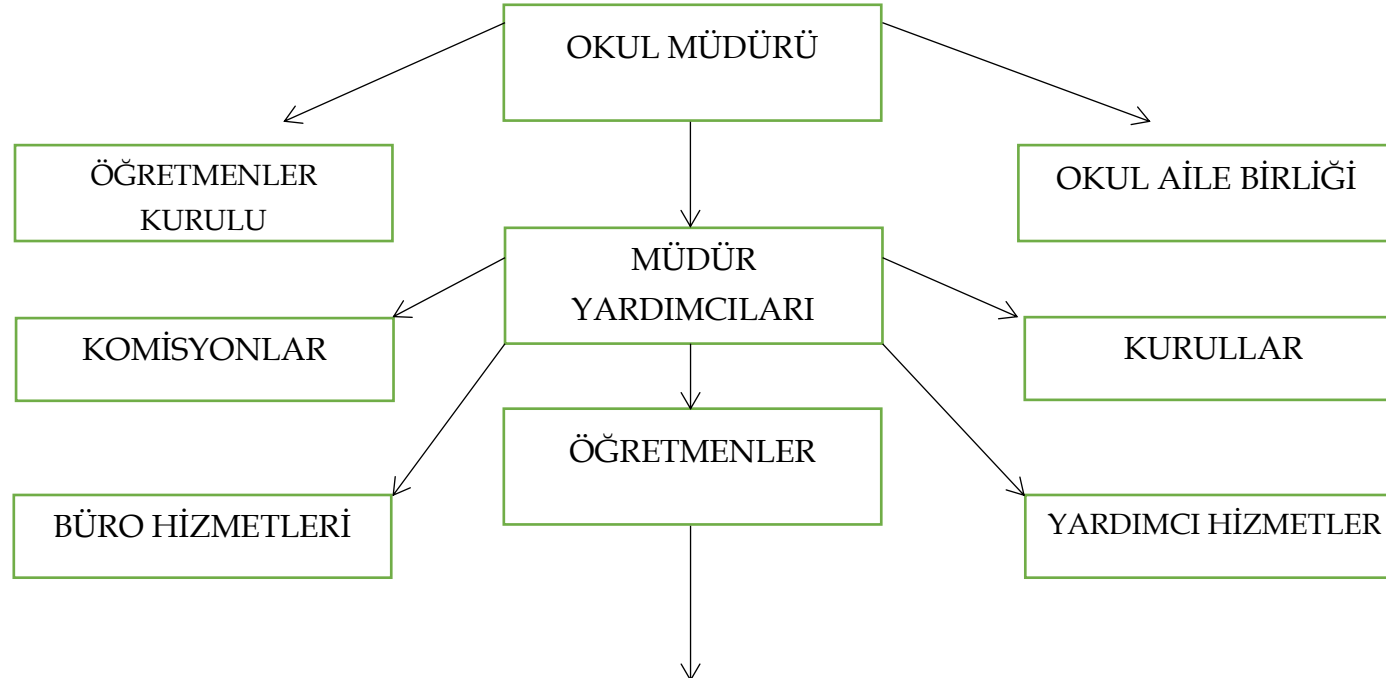 OKUL MÜDÜRÜ
ÖĞRETMENLER
KURULU
OKUL AİLE BİRLİĞİ
MÜDÜR
YARDIMCILARI
KOMİSYONLAR
KURULLAR
ÖĞRETMENLER
BÜRO HİZMETLERİ
YARDIMCI HİZMETLER